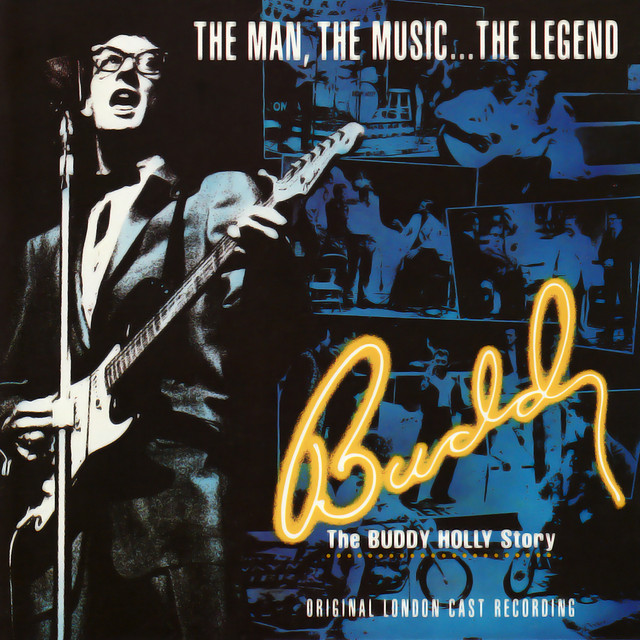 THE MAN, THE MUSIC...THE LEGEND
Buddy
The BUDDY HOLLY Story
ORIGINAL LONDON CAST RECORDING